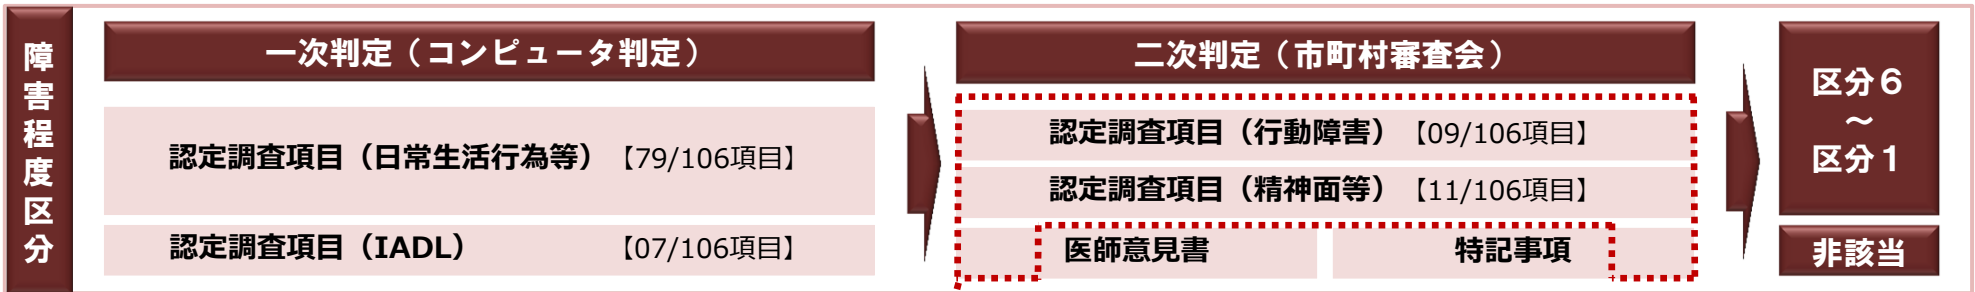 障害程度区分
一次判定（コンピュータ判定）
認定調査項目（日常生活行為等）【79/106項目】
認定調査項目（IADL）【07/106項目】
二次判定（市町村審査会）
認定調査項目（行動障害）【09/106項目】
認定調査項目（精神面等）【11/106項目】
医師意見書
特記事項
区分６
～
区分１
非該当